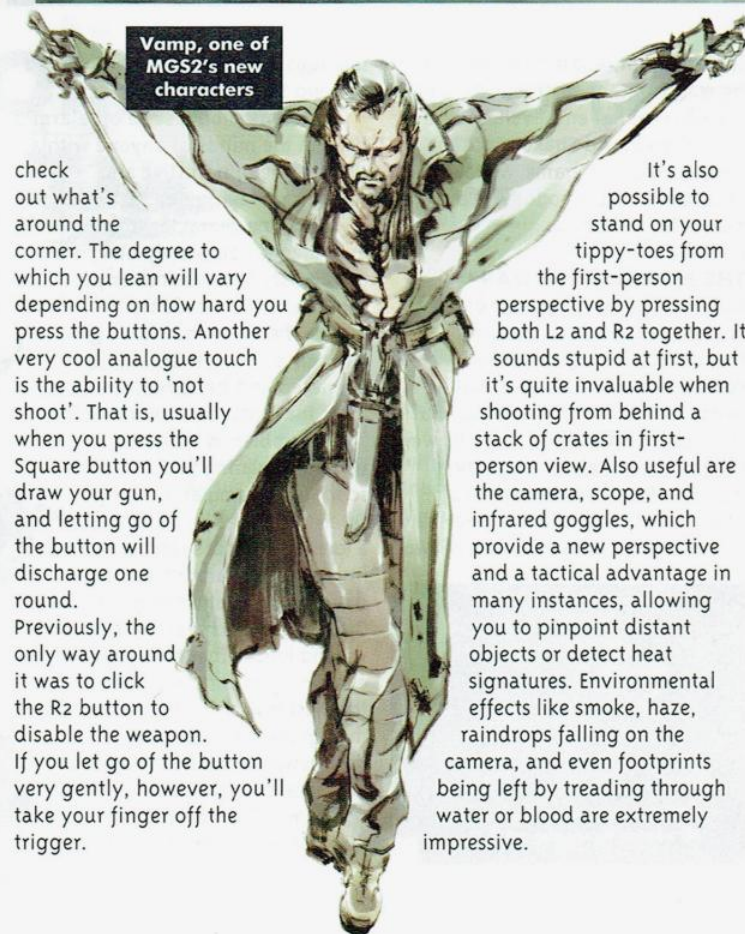 Vamp, one of
MGS2's new
characters
check
out what's
around the
corner. The degree to
which you lean will vary
depending on how hard you
press the buttons. Another
very cool analogue touch
is the ability to 'not
shoot'. That is, usually
when you press the
Square button you'll
draw your gun,
and letting go of
the button will
discharge one
round.
Previously, the
only way around
it was to click
the R2 button to
disable the weapon.
If you let go of the button
very gently, however, you'll
take your finger off the
trigger.
It's also
possible to
stand on your
tippy-toes from
the first-person
perspective by pressing
both L2 and R2 together. It
sounds stupid at first, but
it's quite invaluable when
shooting from behind a
stack of crates in first-
person view. Also useful are
the camera, scope, and
infrared goggles, which
provide a new perspective
and a tactical advantage in
many instances, allowing
you to pinpoint distant
objects or detect heat
signatures. Environmental
effects like smoke, haze,
raindrops falling on the
camera, and even footprints
being left by treading through
water or blood are extremely
impressive.